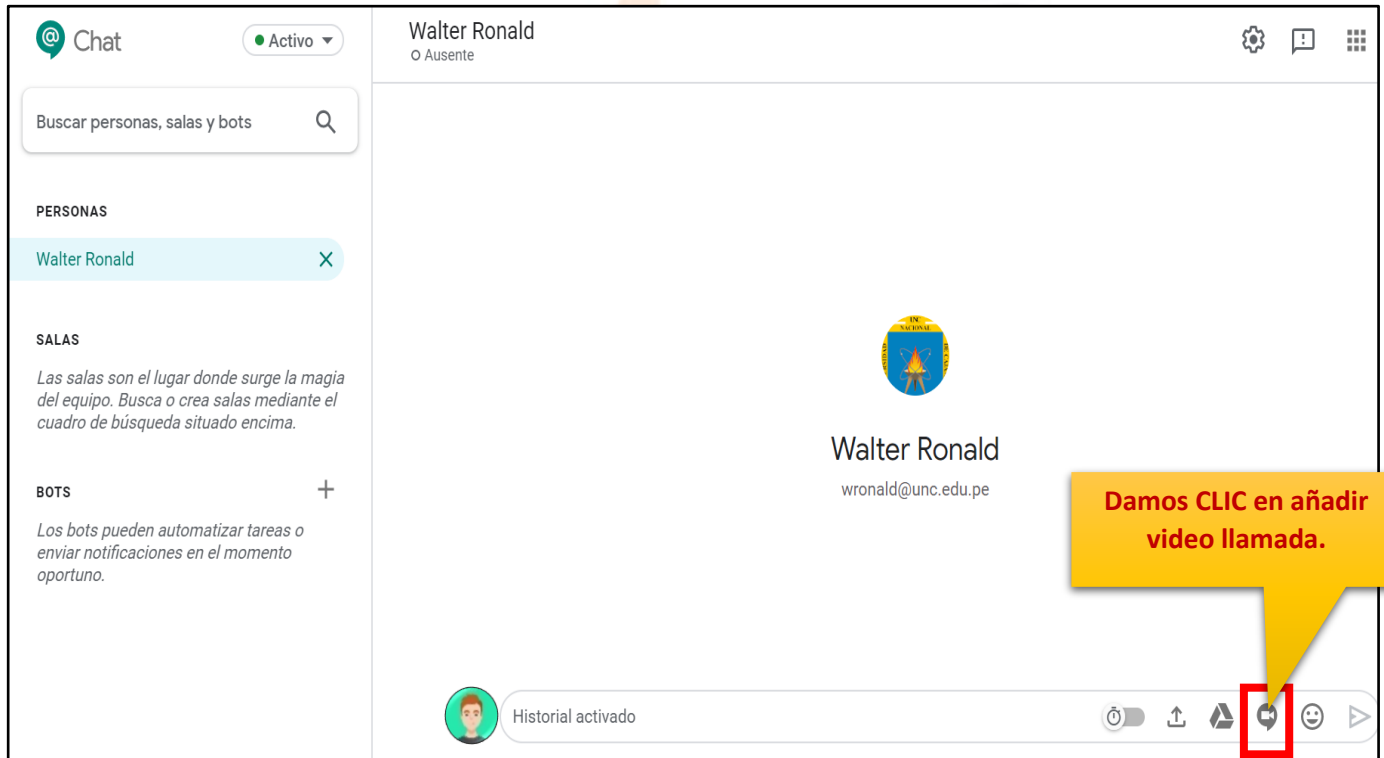 Chat
Activo
Buscar personas, salas y bots
PERSONAS
Walter Ronald
SALAS
Las salas son el lugar donde surge la magia
del equipo. Busca o crea salas mediante el
cuadro de búsqueda situado encima.
BOTS
Los bots pueden automatizar tareas o
enviar notificaciones en el momento
oportuno.
Walter Ronald
Ausente
NACIONAL
Walter Ronald
wronald@unc.edu.pe
Damos CLIC en añadir
video llamada.
Historial activado